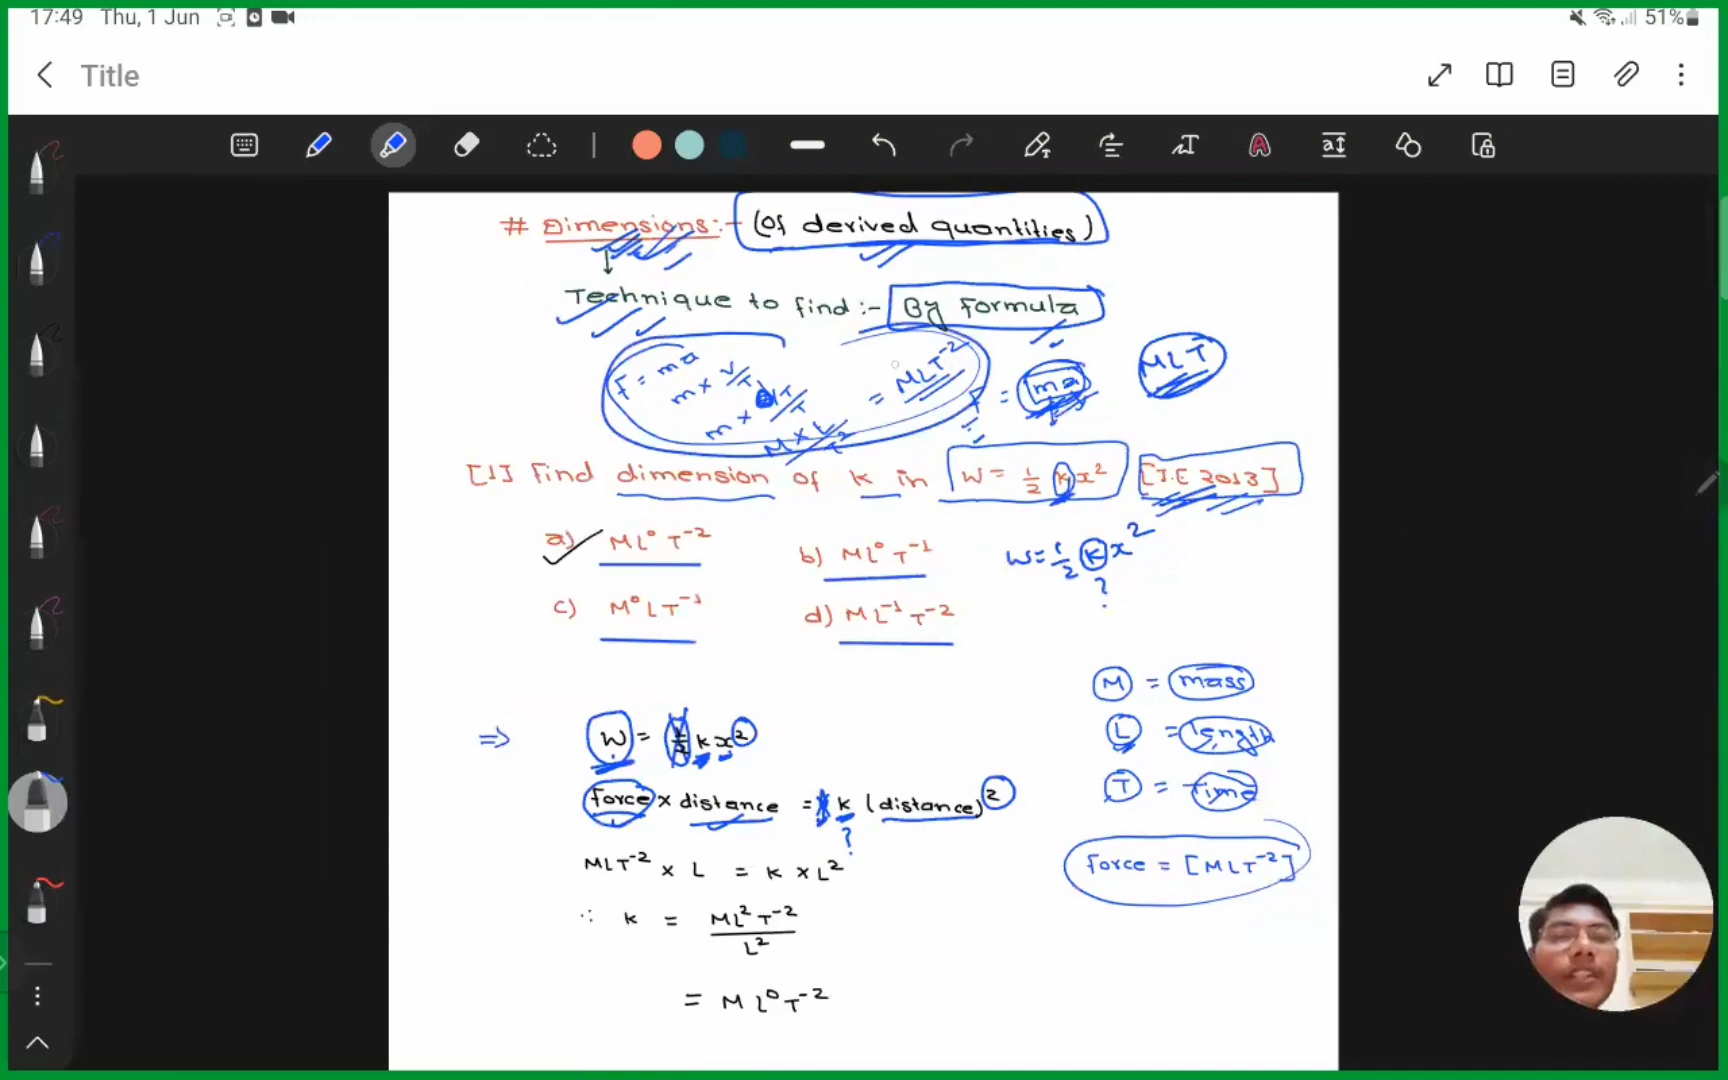 17:49 Thu, 1 Jun
51%
Title
# Dimensions:- (Of derived quantities)
Technique to find :- By Formula
F = ma
m × V/T
m ×
M × L/T²
= MLT⁻²
F = ma
MLT
[1] Find dimension of k in W = 1/2 kx² [I.E 2013]
a) ML⁰T⁻²
b) ML⁰T⁻¹
c) M⁰LT⁻¹
d) ML⁻¹T⁻²
W = 1/2 kx²
?
M = mass
L = length
T = Time
Force = [MLT⁻²]
⇒ W = 1/2 kx²
force × distance = k (distance)²
?
MLT⁻² × L = K × L²
∴ k = ML²T⁻²/L²
= ML⁰T⁻²